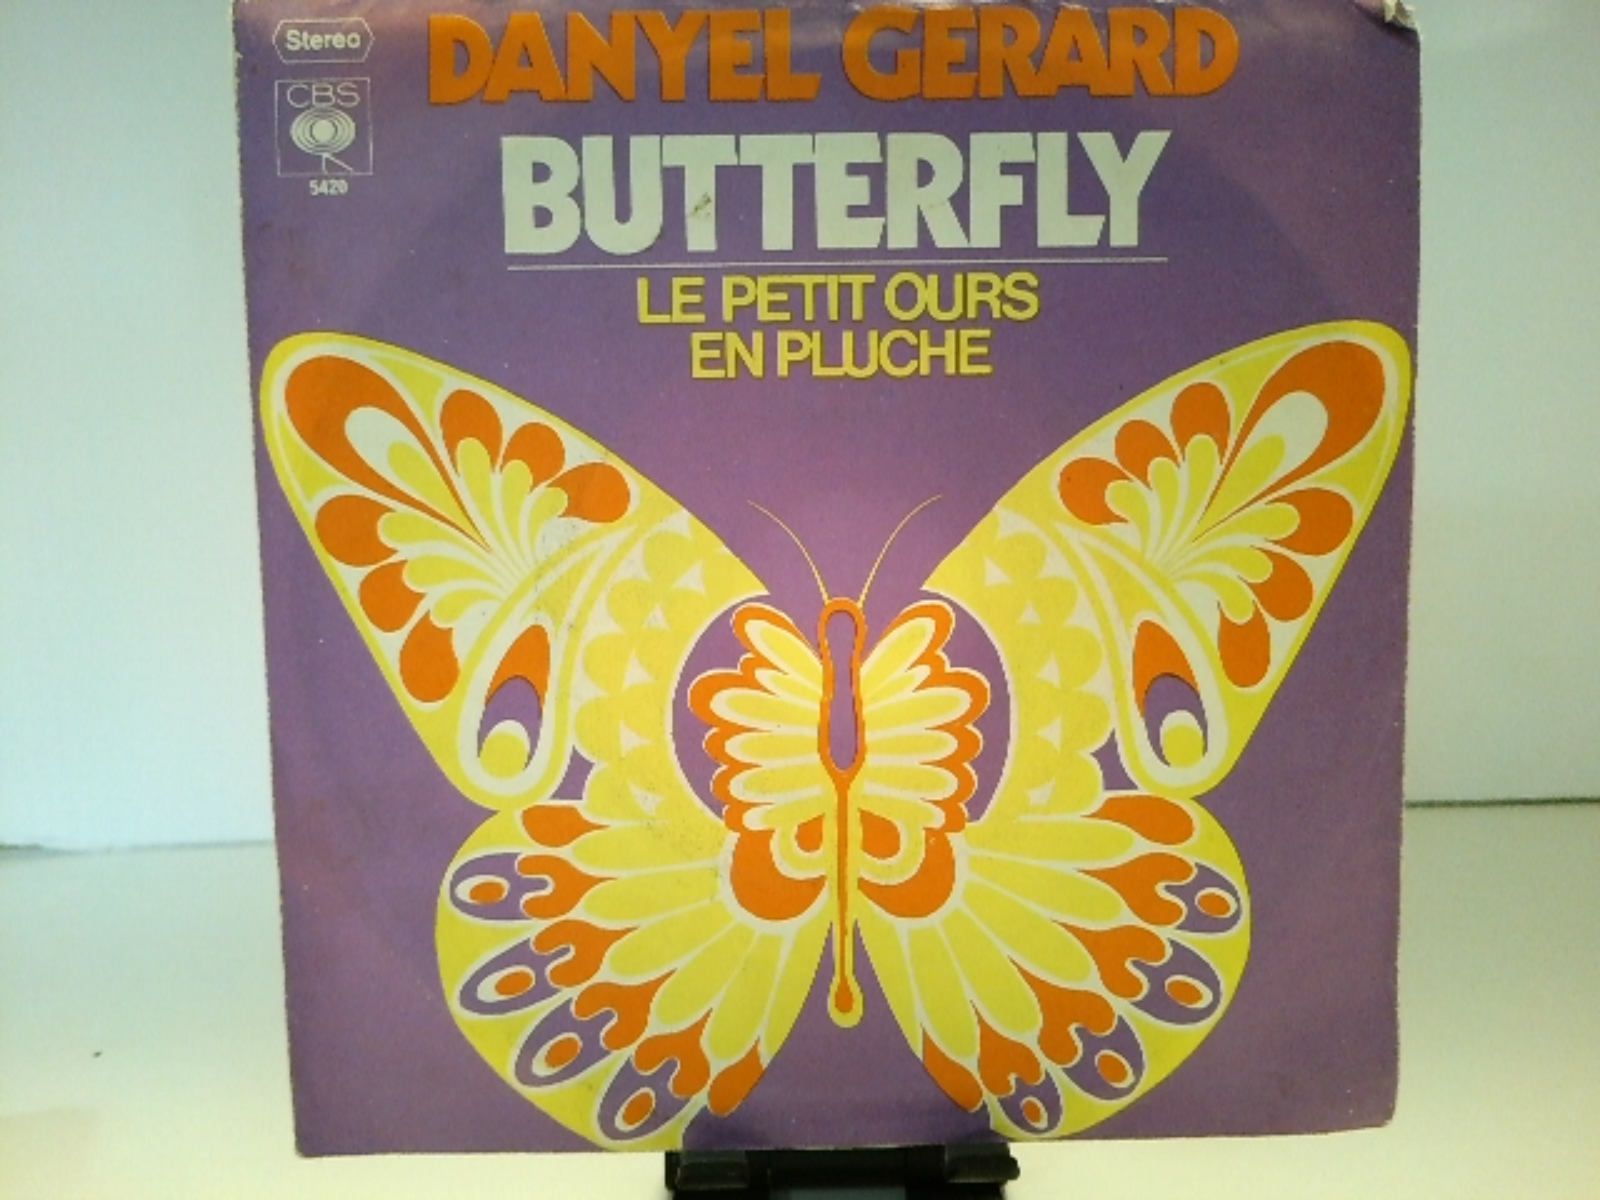 Stereo
CBS
5420
DANYEL GERARD
BUTTERFLY
LE PETIT OURS
EN PLUCHE